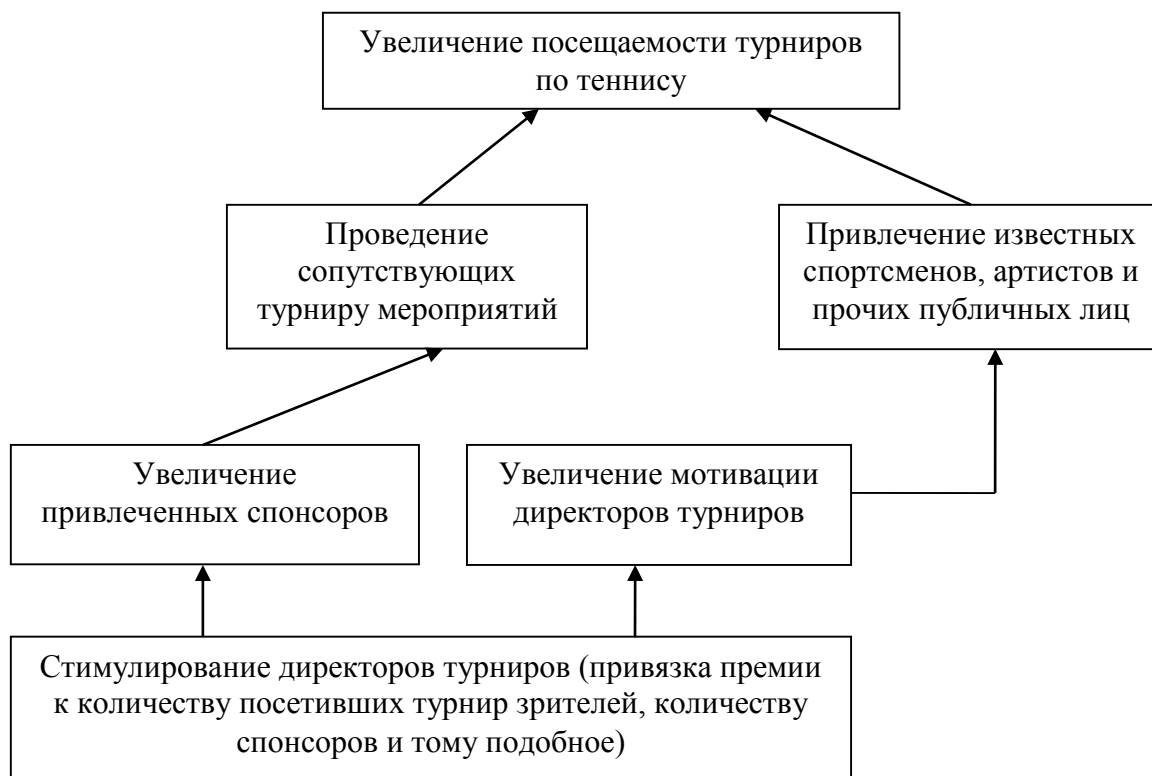 Увеличение посещаемости турниров
по теннису
Проведение
сопутствующих
турниру мероприятий
Привлечение известных
спортсменов, артистов и
прочих публичных лиц
Увеличение
привлеченных спонсоров
Увеличение мотивации
директоров турниров
Стимулирование директоров турниров (привязка премии
к количеству посетивших турнир зрителей, количеству
спонсоров и тому подобное)